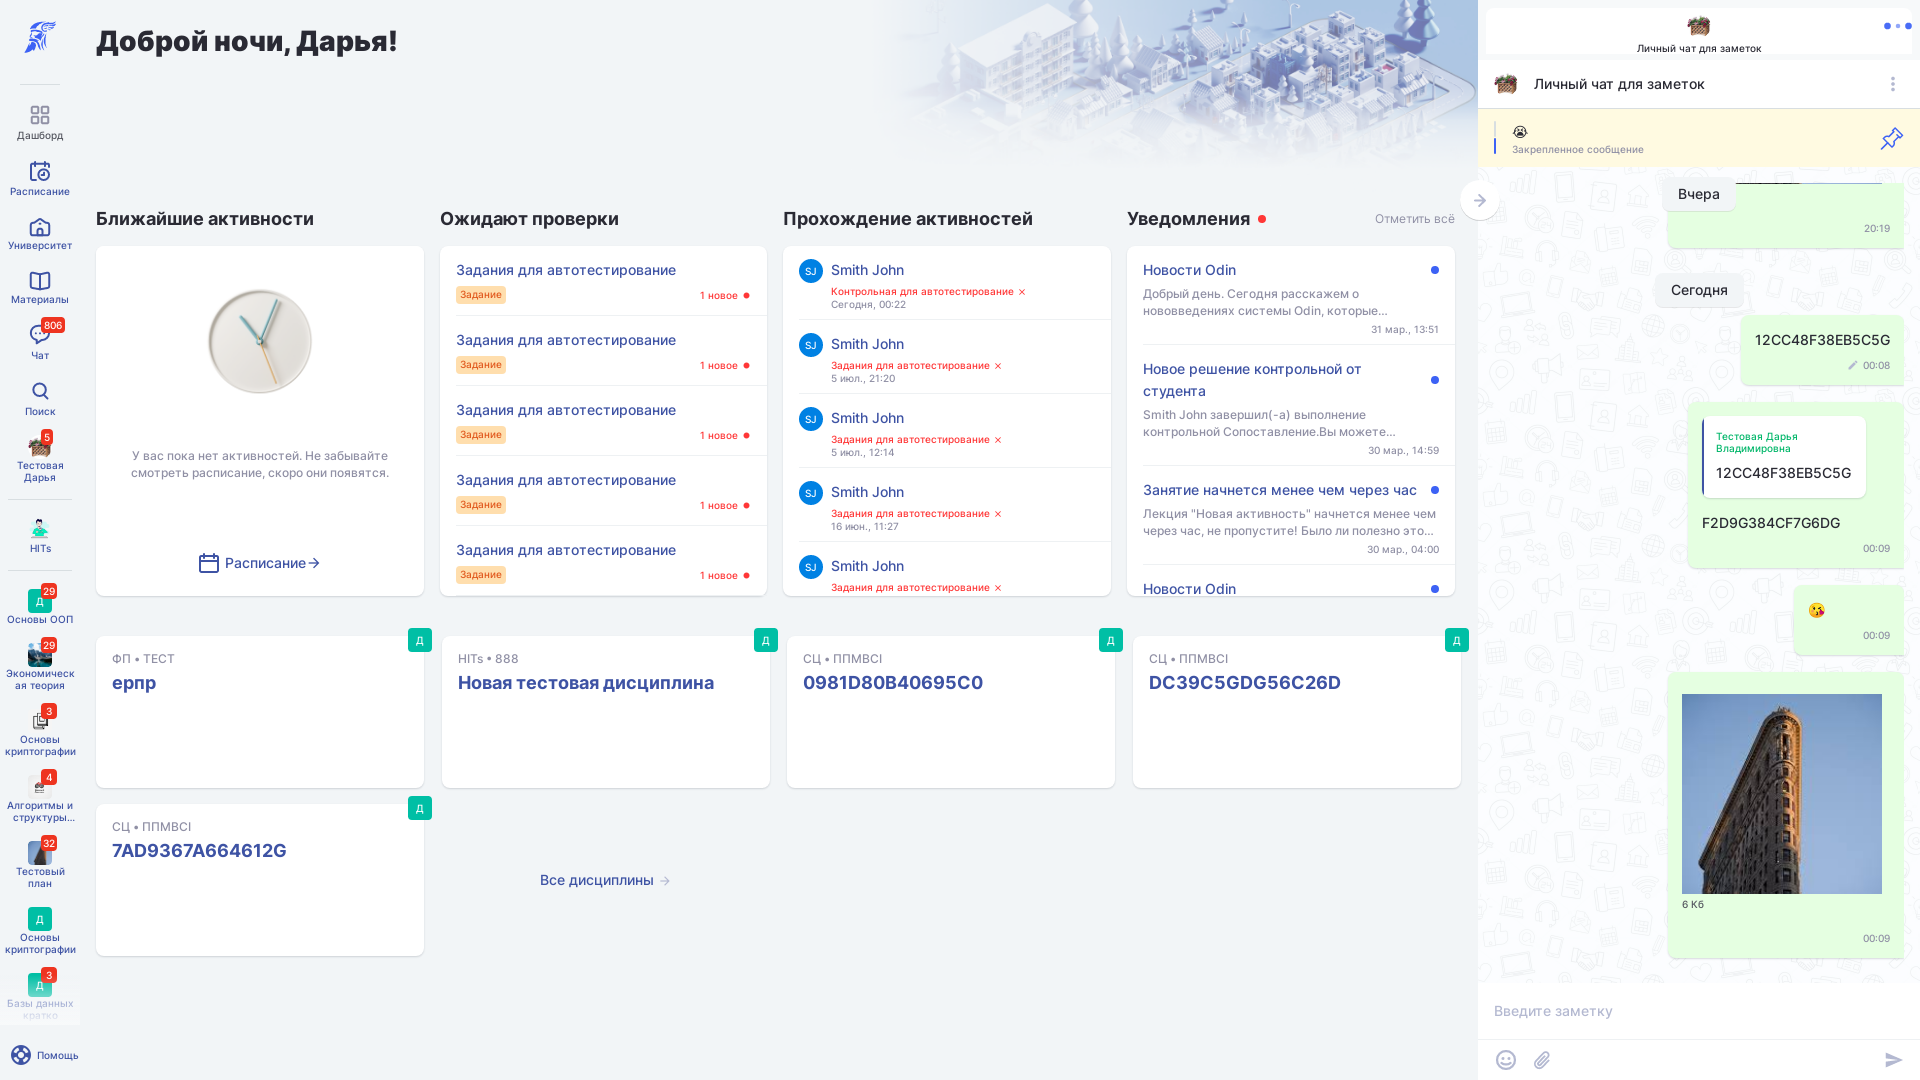 Дашборд
Расписание
Университет
Материалы
806
Чат
Поиск
5
Тестовая
Дарья
HITs
29
Д
Основы ООП
29
Экономическ
ая теория
3
Основы
криптографии
4
Алгоритмы и
структуры...
32
Тестовый
план
Д
Основы
криптографии
3
Д
Базы данных
кратко
Помощь
Доброй ночи, Дарья!
Ближайшие активности
У вас пока нет активностей. Не забывайте
смотреть расписание, скоро они появятся.
Расписание
Ожидают проверки
Задания для автотестирование
Задание
1 новое
Задания для автотестирование
Задание
1 новое
Задания для автотестирование
Задание
1 новое
Задания для автотестирование
Задание
1 новое
Задания для автотестирование
Задание
1 новое
Прохождение активностей
SJ
Smith John
Контрольная для автотестирование
Сегодня, 00:22
SJ
Smith John
Задания для автотестирование
5 июл., 21:20
SJ
Smith John
Задания для автотестирование
5 июл., 12:14
SJ
Smith John
Задания для автотестирование
16 июн., 11:27
SJ
Smith John
Задания для автотестирование
Уведомления
Отметить всё
Новости Odin
Добрый день. Сегодня расскажем о
нововведениях системы Odin, которые...
31 мар., 13:51
Новое решение контрольной от
студента
Smith John завершил(-а) выполнение
контрольной Сопоставление.Вы можете...
30 мар., 14:59
Занятие начнется менее чем через час
Лекция "Новая активность" начнется менее чем
через час, не пропустите! Было ли полезно это...
30 мар., 04:00
Новости Odin
Д
ФП • ТЕСТ
ерпр
Д
HITs • 888
Новая тестовая дисциплина
Д
СЦ • ППМВСІ
0981D80B40695C0
Д
СЦ • ППМВСІ
DC39C5GDG56C26D
Д
СЦ • ППМВСІ
7AD9367A664612G
Все дисциплины
Личный чат для заметок
Личный чат для заметок
😭
Закрепленное сообщение
Вчера
20:19
Сегодня
12CC48F38EB5C5G
00:08
Тестовая Дарья
Владимировна
12CC48F38EB5C5G
F2D9G384CF7G6DG
00:09
😘
00:09
6 Кб
00:09
Введите заметку